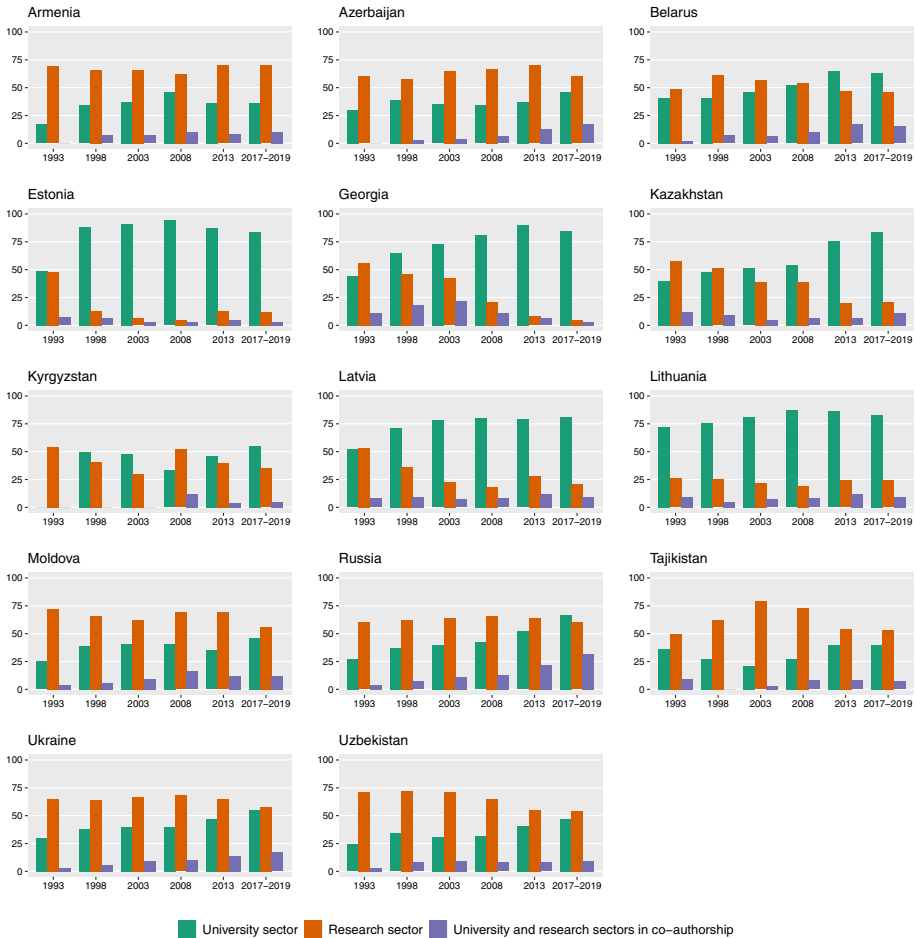 Armenia
Azerbaijan
Belarus
100
75
50
25
0
1993 1998 2003 2008 2013 2017–2019
100
75
50
25
0
1993 1998 2003 2008 2013 2017–2019
100
75
50
25
0
1993 1998 2003 2008 2013 2017–2019
Estonia
Georgia
Kazakhstan
100
75
50
25
0
1993 1998 2003 2008 2013 2017–2019
100
75
50
25
0
1993 1998 2003 2008 2013 2017–2019
100
75
50
25
0
1993 1998 2003 2008 2013 2017–2019
Kyrgyzstan
Latvia
Lithuania
100
75
50
25
0
1993 1998 2003 2008 2013 2017–2019
100
75
50
25
0
1993 1998 2003 2008 2013 2017–2019
100
75
50
25
0
1993 1998 2003 2008 2013 2017–2019
Moldova
Russia
Tajikistan
100
75
50
25
0
1993 1998 2003 2008 2013 2017–2019
100
75
50
25
0
1993 1998 2003 2008 2013 2017–2019
100
75
50
25
0
1993 1998 2003 2008 2013 2017–2019
Ukraine
Uzbekistan
100
75
50
25
0
1993 1998 2003 2008 2013 2017–2019
100
75
50
25
0
1993 1998 2003 2008 2013 2017–2019
University sector Research sector University and research sectors in co–authorship